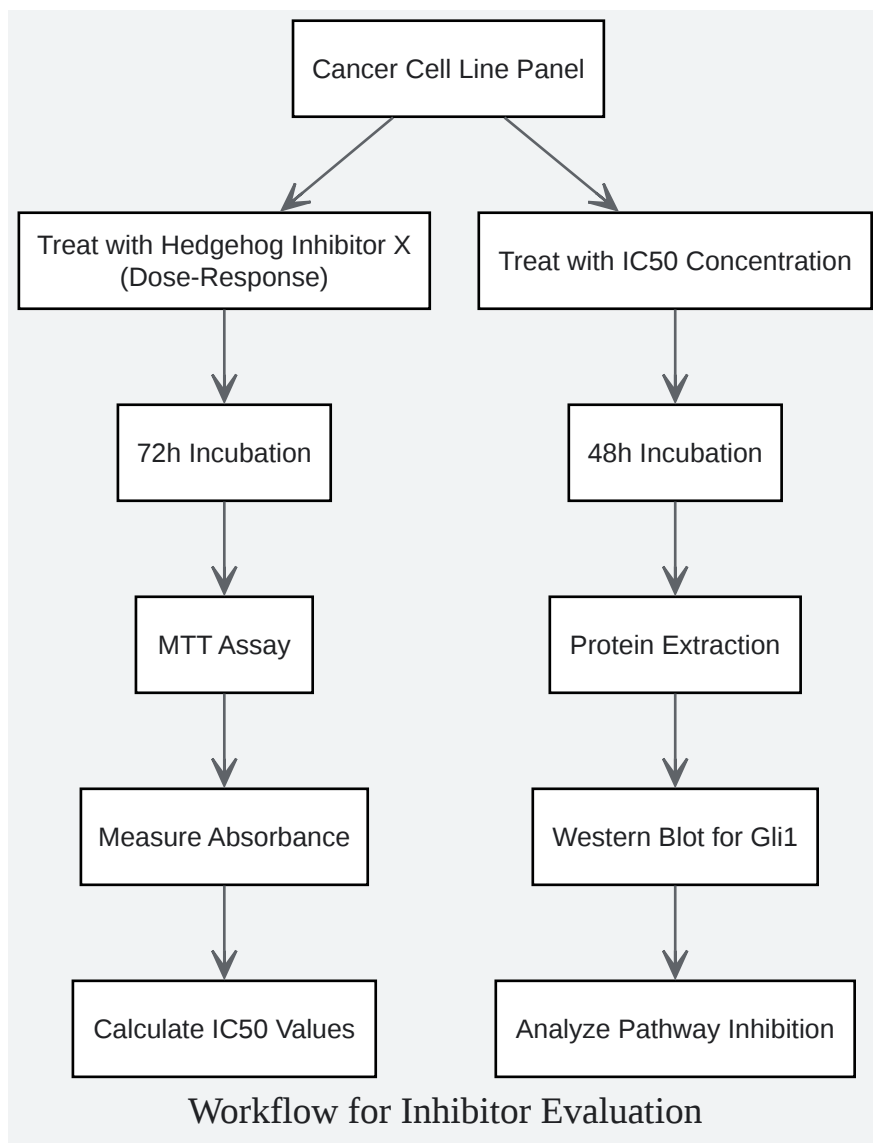 Cancer Cell Line Panel
Treat with Hedgehog Inhibitor X
(Dose-Response)
Treat with IC50 Concentration
72h Incubation
48h Incubation
MTT Assay
Protein Extraction
Measure Absorbance
Western Blot for Gli1
Calculate IC50 Values
Analyze Pathway Inhibition
Workflow for Inhibitor Evaluation